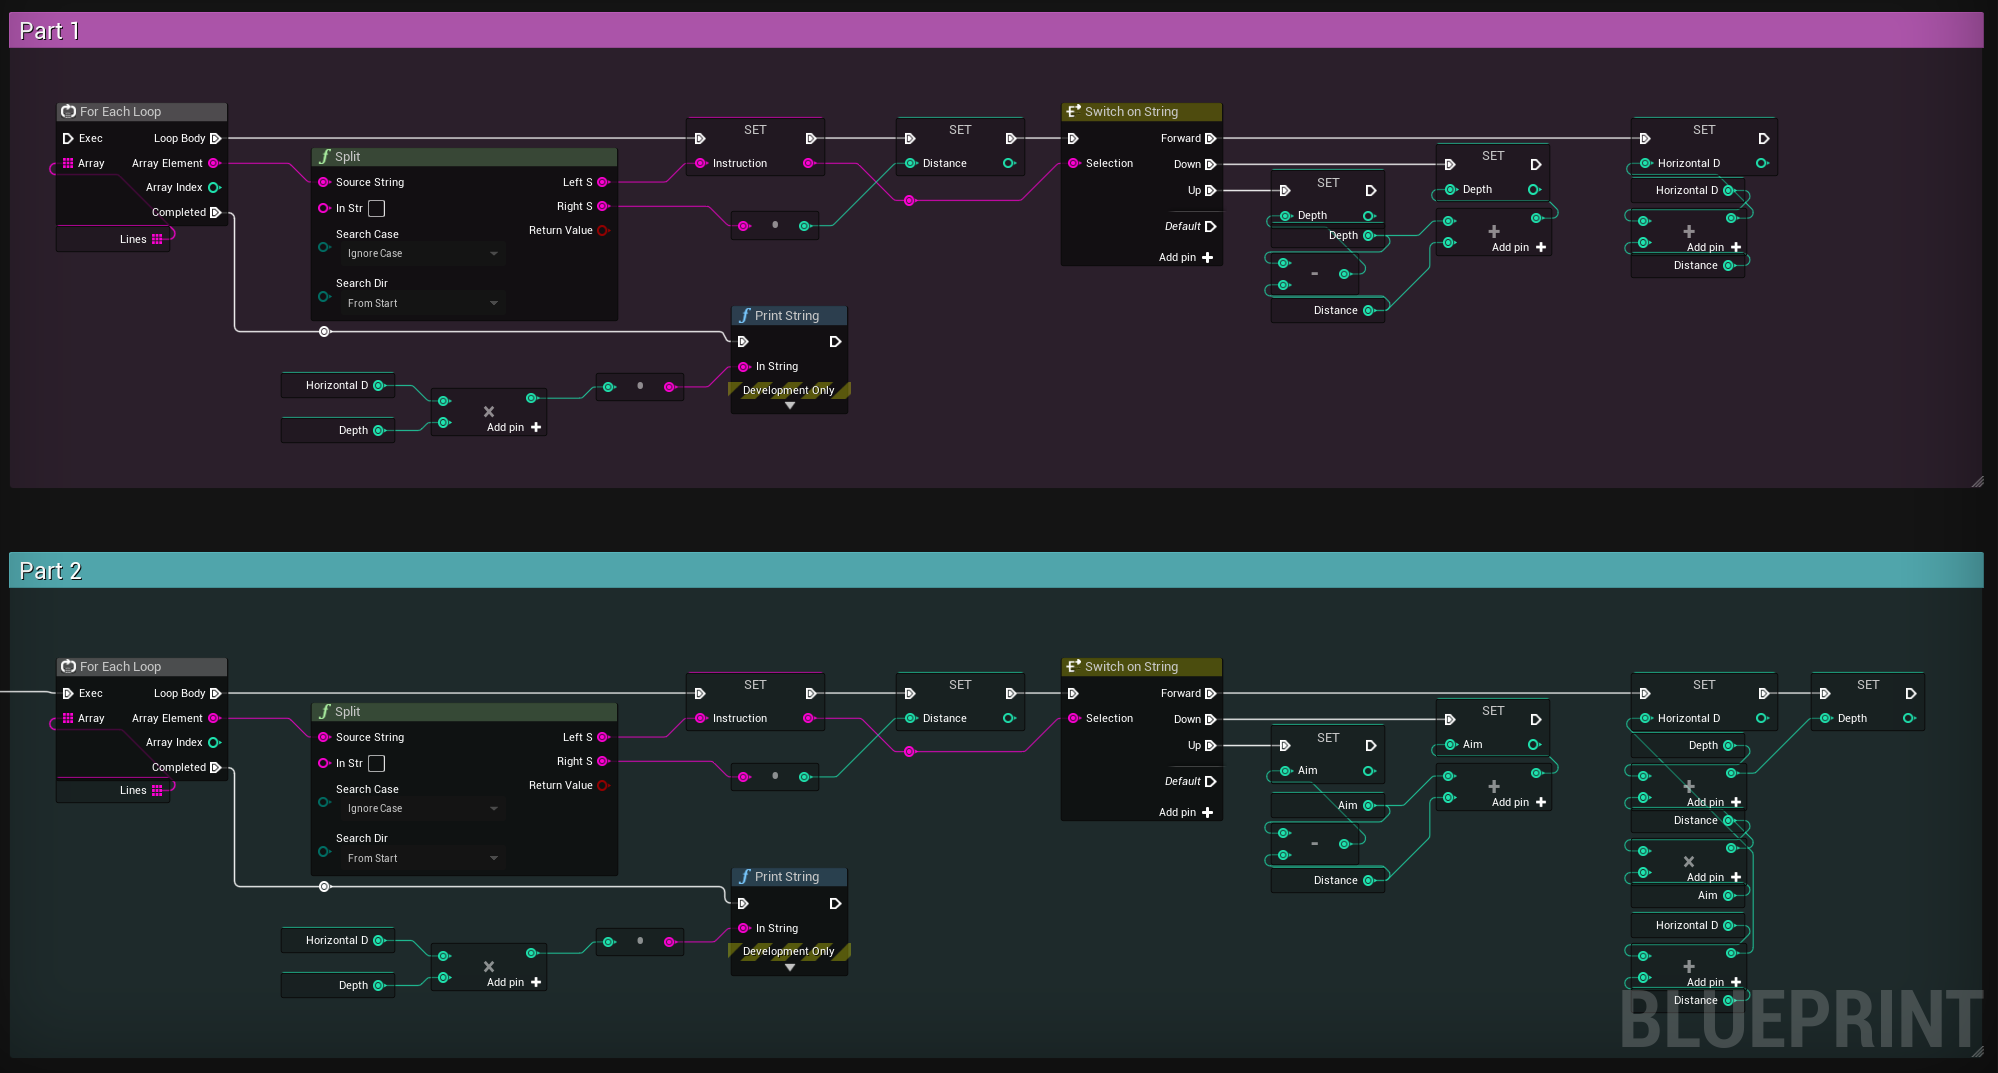 Part 1
For Each Loop
Exec
Loop Body
Array
Array Element
Array Index
Completed
Lines
Split
Source String
Left S
In Str
Right S
Search Case
Return Value
Ignore Case
Search Dir
From Start
SET
Instruction
SET
Distance
Switch on String
Forward
Selection
Down
Up
Default
Add pin
SET
Depth
Depth
-
Distance
SET
Depth
+
Add pin
SET
Horizontal D
Horizontal D
+
Add pin
Distance
Print String
In String
Development Only
Horizontal D
Depth
×
Add pin
Part 2
For Each Loop
Exec
Loop Body
Array
Array Element
Array Index
Completed
Lines
Split
Source String
Left S
In Str
Right S
Search Case
Return Value
Ignore Case
Search Dir
From Start
SET
Instruction
SET
Distance
Switch on String
Forward
Selection
Down
Up
Default
Add pin
SET
Aim
Aim
-
Distance
SET
Aim
+
Add pin
SET
Horizontal D
SET
Depth
Depth
+
Add pin
Distance
×
Add pin
Aim
Horizontal D
+
Add pin
Distance
Print String
In String
Development Only
Horizontal D
Depth
×
Add pin
BLUEPRINT